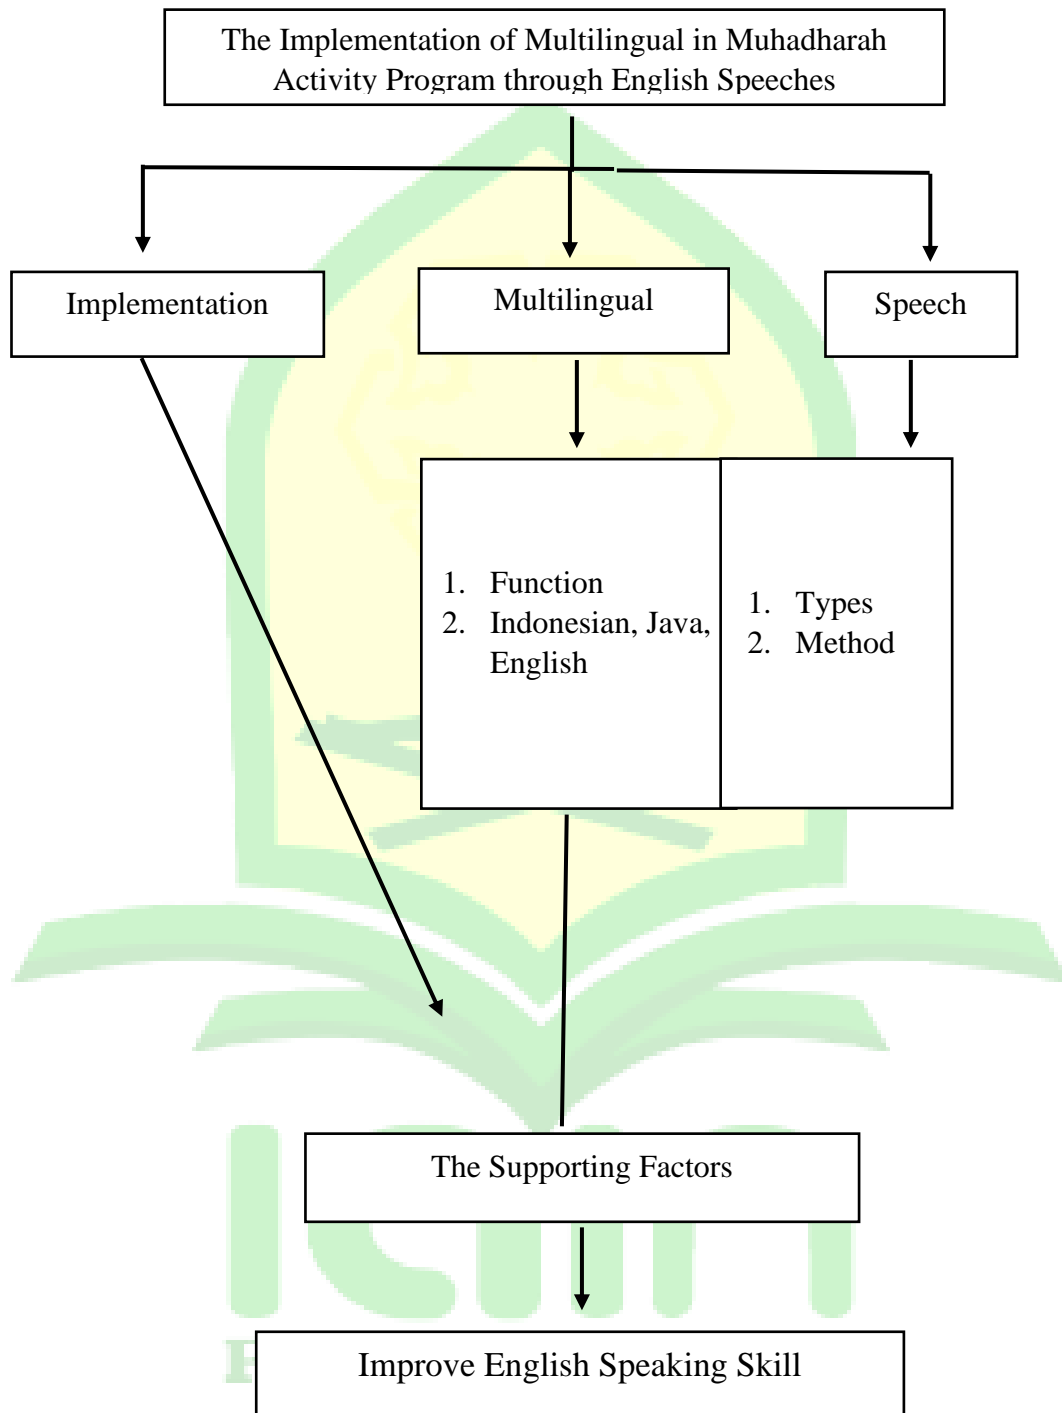 The Implementation of Multilingual in Muhadharah
Activity Program through English Speeches
Implementation
Multilingual
Speech
1. Function
2. Indonesian, Java,
English
1. Types
2. Method
The Supporting Factors
Improve English Speaking Skill